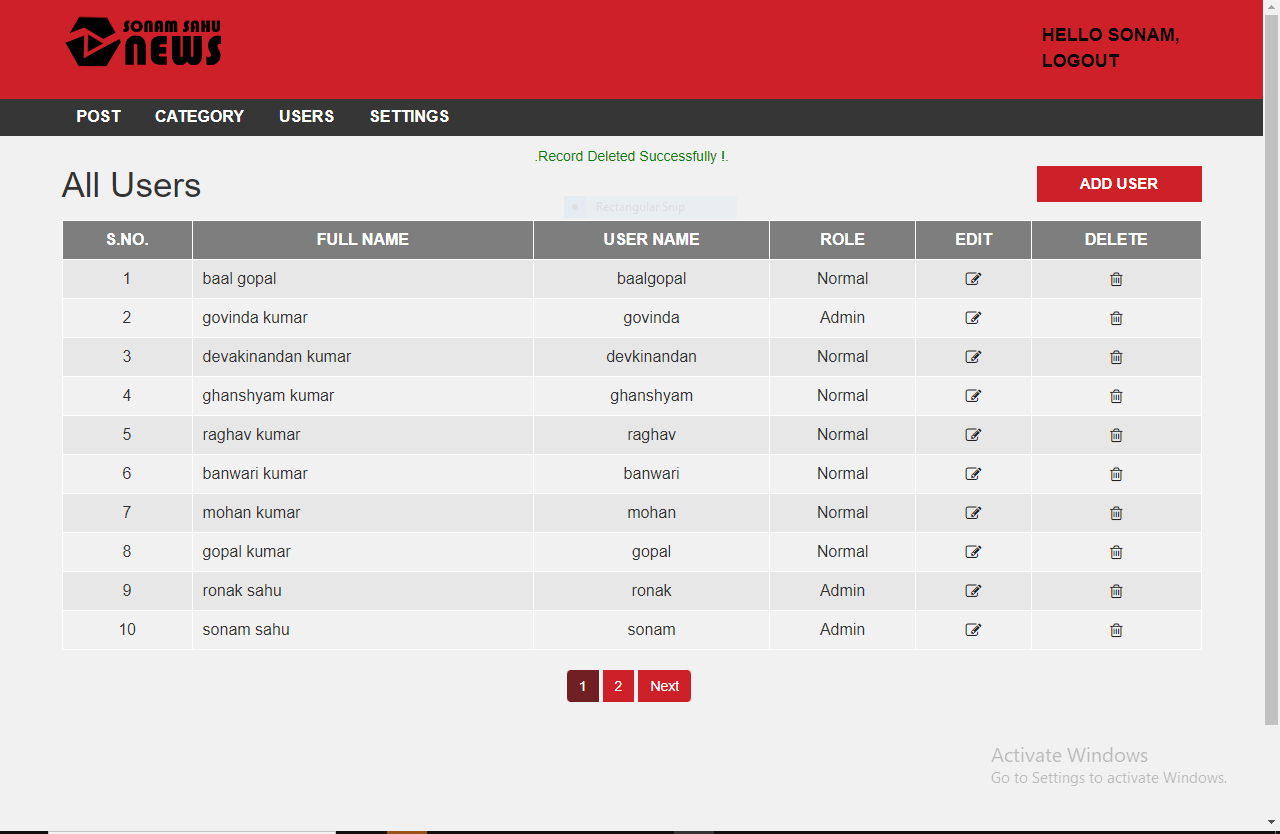 SONAM SAHU
NEWS
HELLO SONAM,
LOGOUT
POST CATEGORY USERS SETTINGS
.Record Deleted Successfully !.
All Users
ADD USER
Rectangular Snip
S.NO. FULL NAME USER NAME ROLE EDIT DELETE
1 baal gopal baalgopal Normal
2 govinda kumar govinda Admin
3 devakinandan kumar devkinandan Normal
4 ghanshyam kumar ghanshyam Normal
5 raghav kumar raghav Normal
6 banwari kumar banwari Normal
7 mohan kumar mohan Normal
8 gopal kumar gopal Normal
9 ronak sahu ronak Admin
10 sonam sahu sonam Admin
1 2 Next
Activate Windows
Go to Settings to activate Windows.